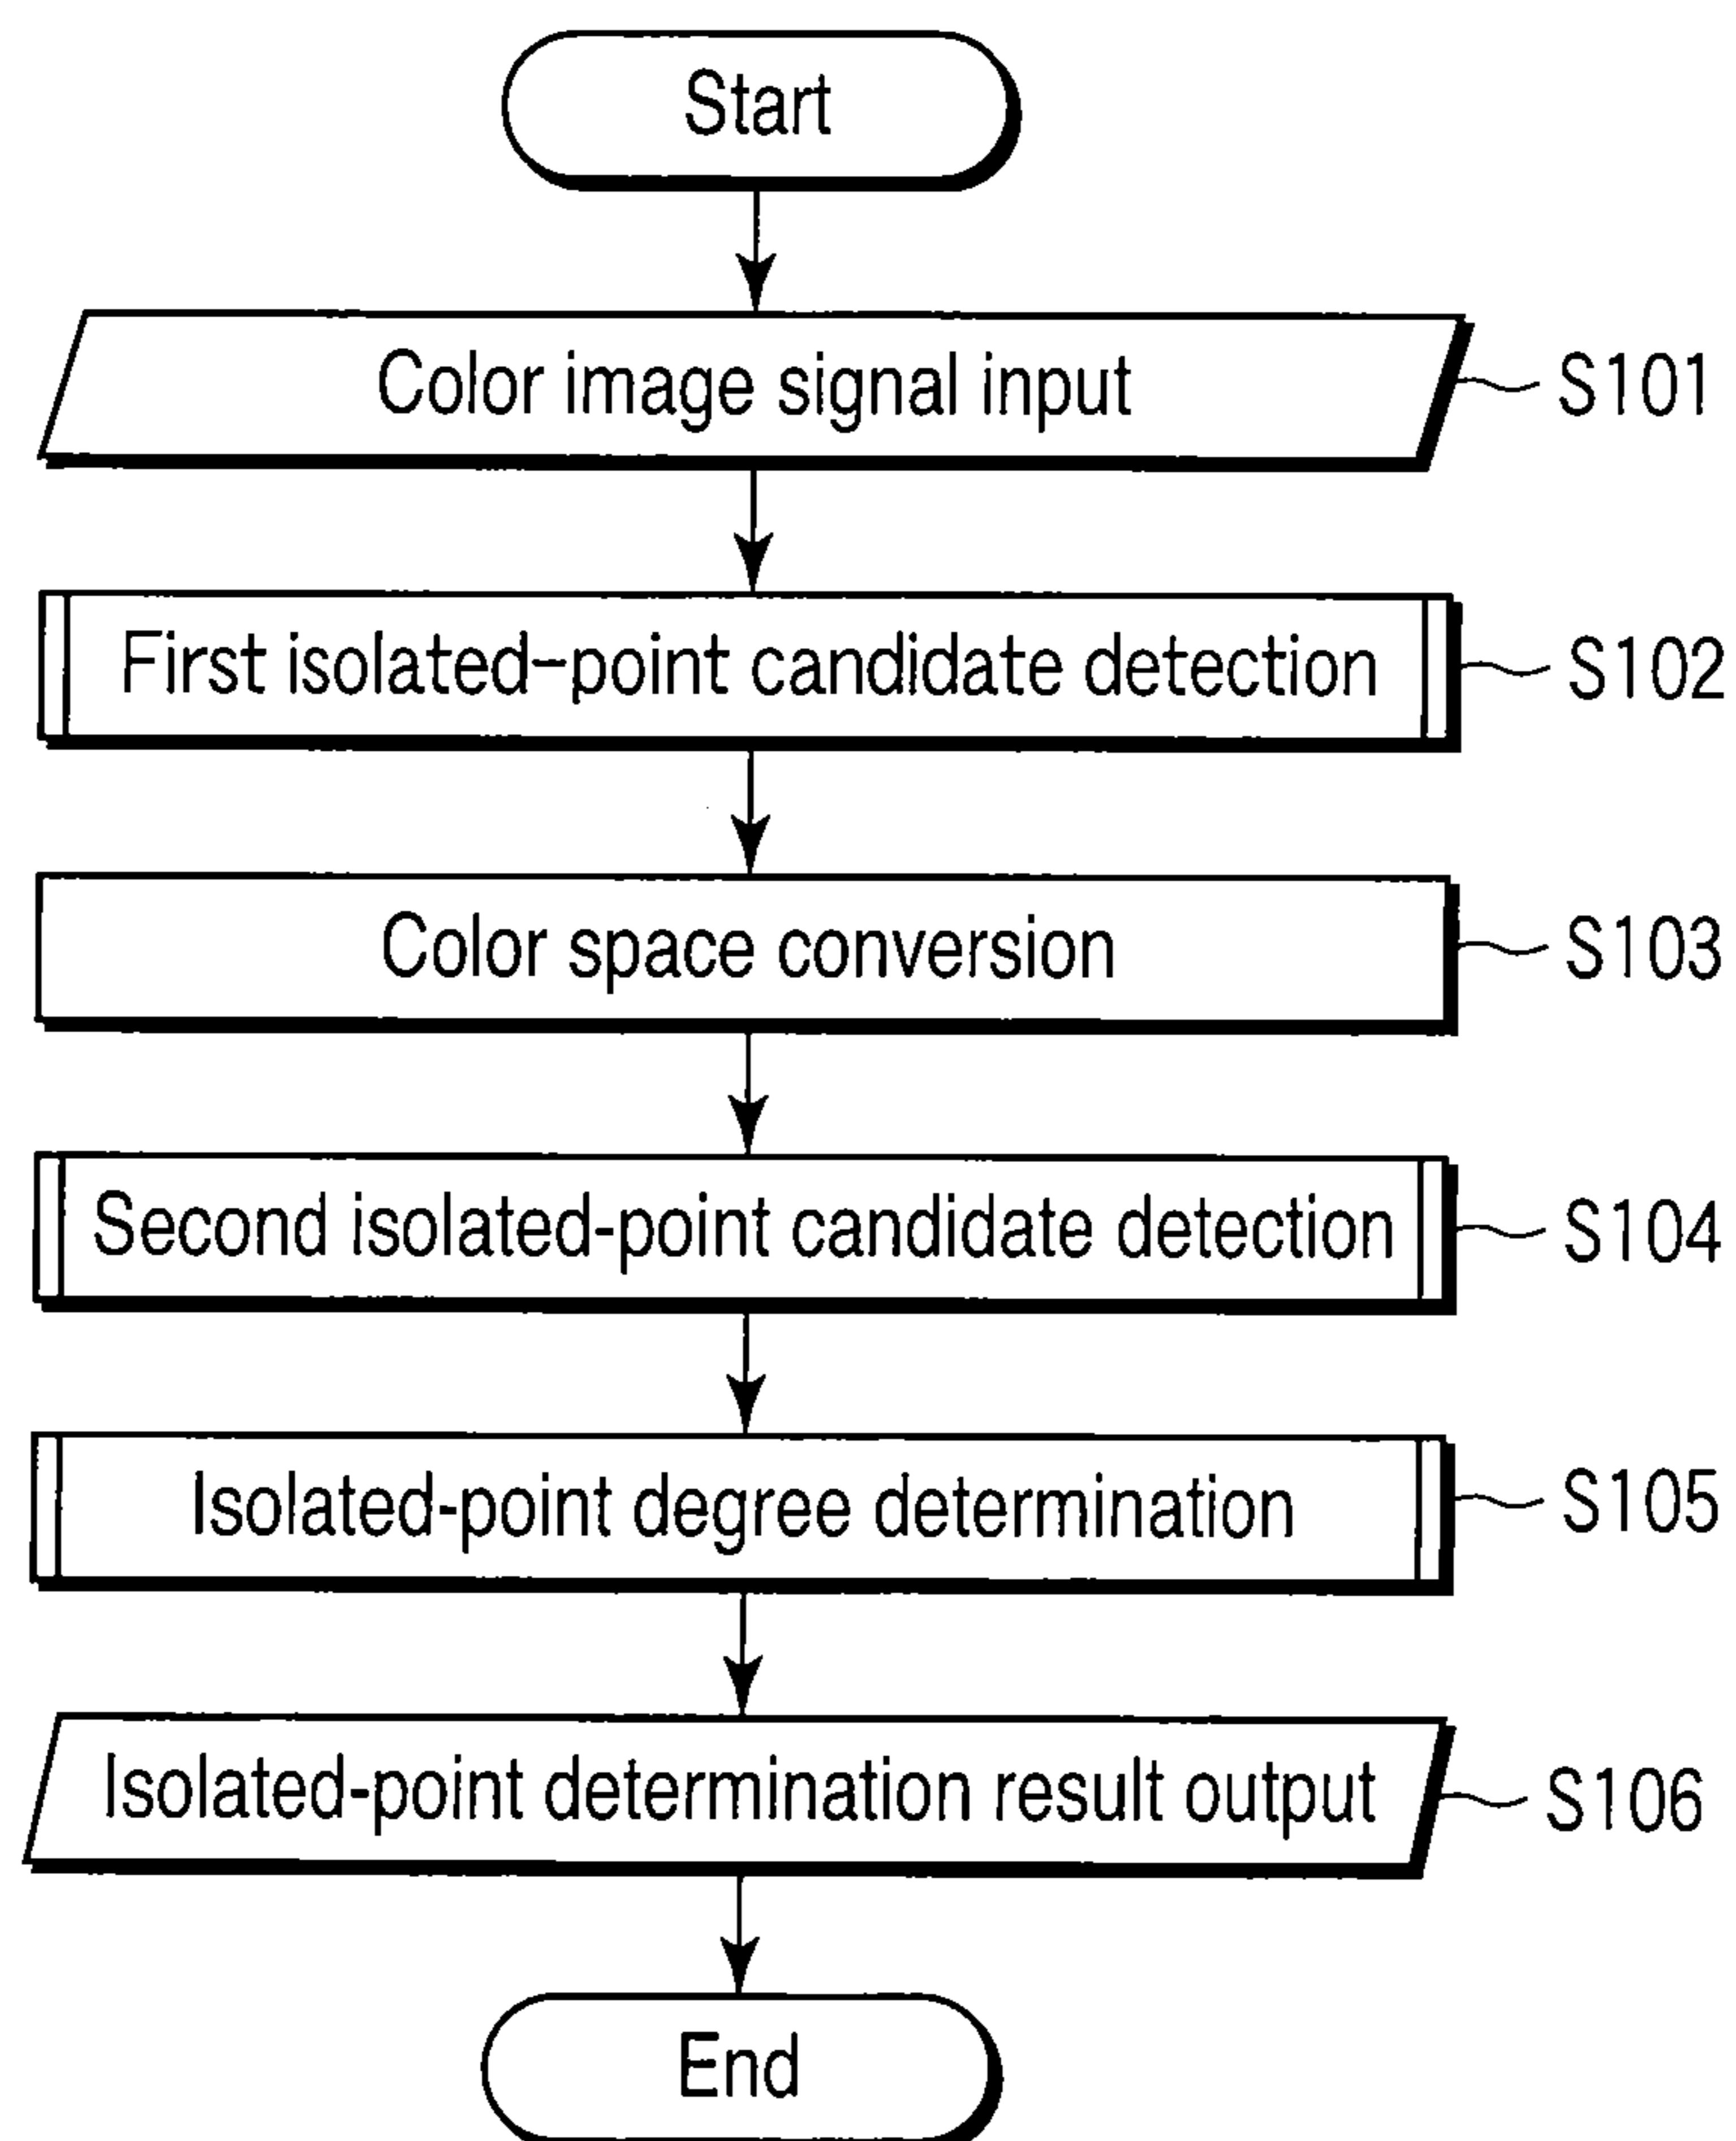 Start
Color image signal input
S101
First isolated-point candidate detection
S102
Color space conversion
S103
Second isolated-point candidate detection
S104
Isolated-point degree determination
S105
Isolated-point determination result output
S106
End